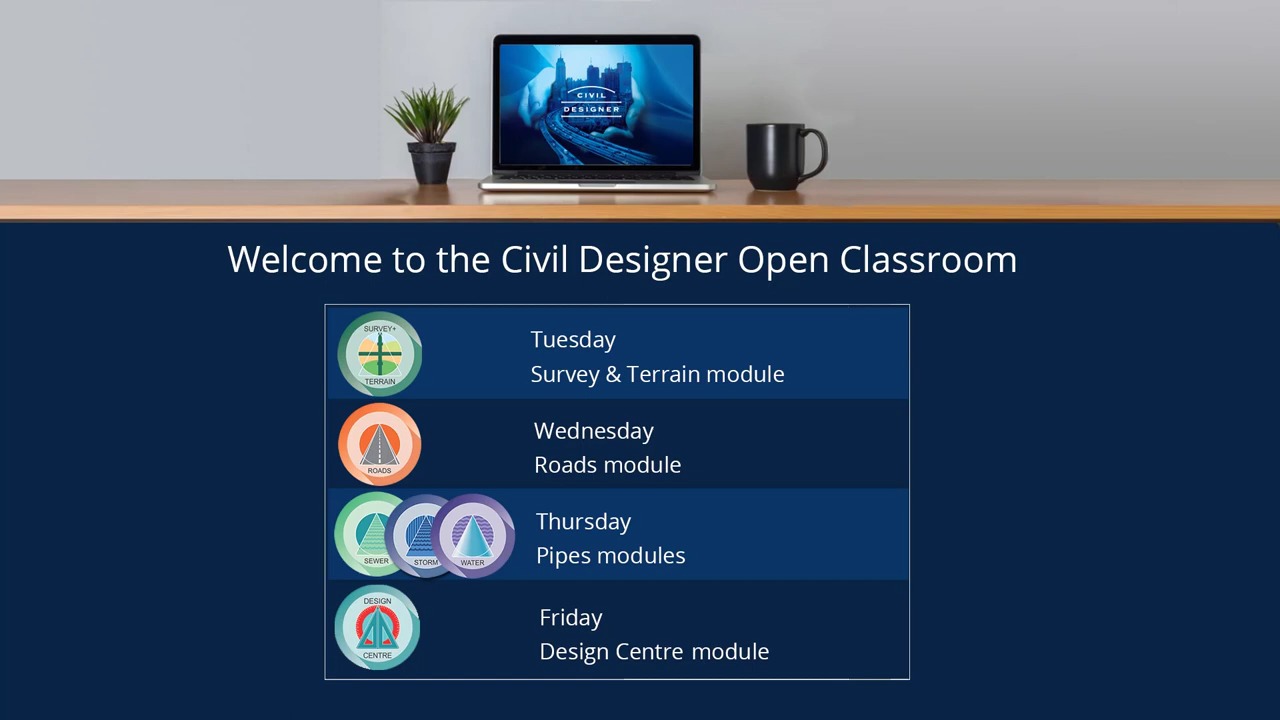 CIVIL
DESIGNER
Welcome to the Civil Designer Open Classroom
SURVEY+
TERRAIN
Tuesday
Survey & Terrain module
ROADS
Wednesday
Roads module
SEWER
STORM
WATER
Thursday
Pipes modules
DESIGN
CENTRE
Friday
Design Centre module